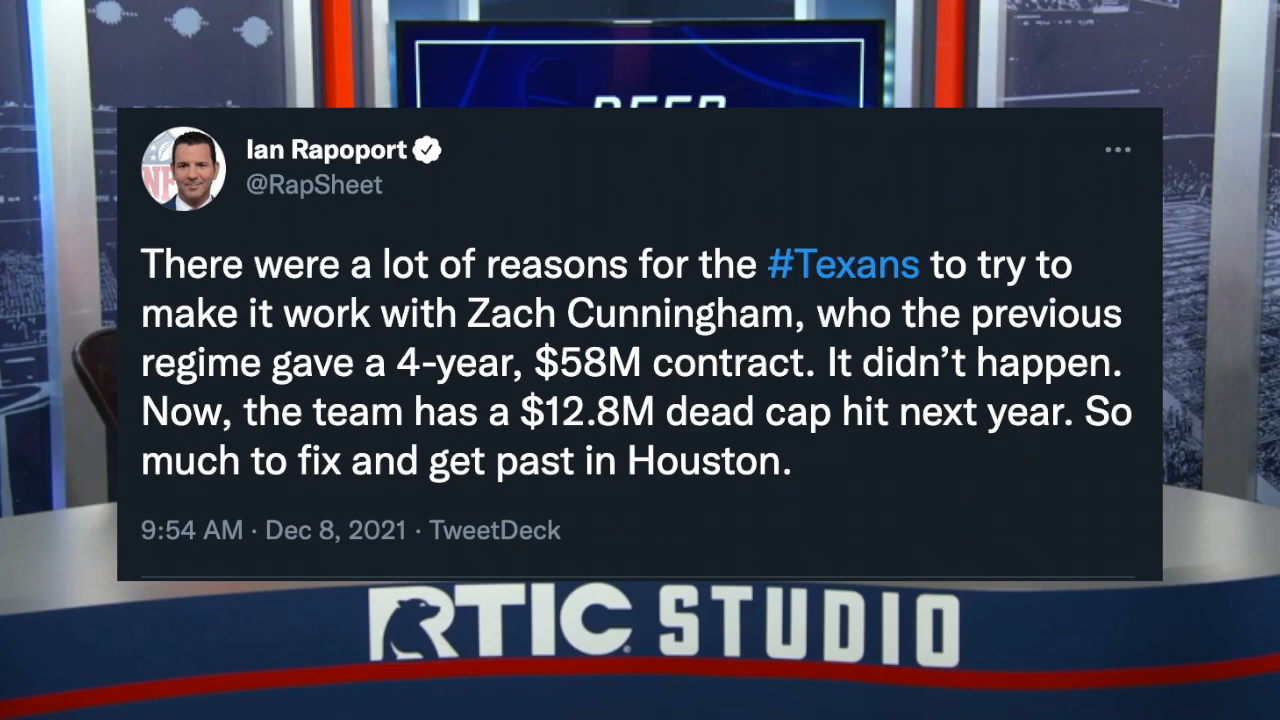 Ian Rapoport
@RapSheet
There were a lot of reasons for the #Texans to try to
make it work with Zach Cunningham, who the previous
regime gave a 4-year, $58M contract. It didn’t happen.
Now, the team has a $12.8M dead cap hit next year. So
much to fix and get past in Houston.
9:54 AM · Dec 8, 2021 · TweetDeck
RTIC STUDIO